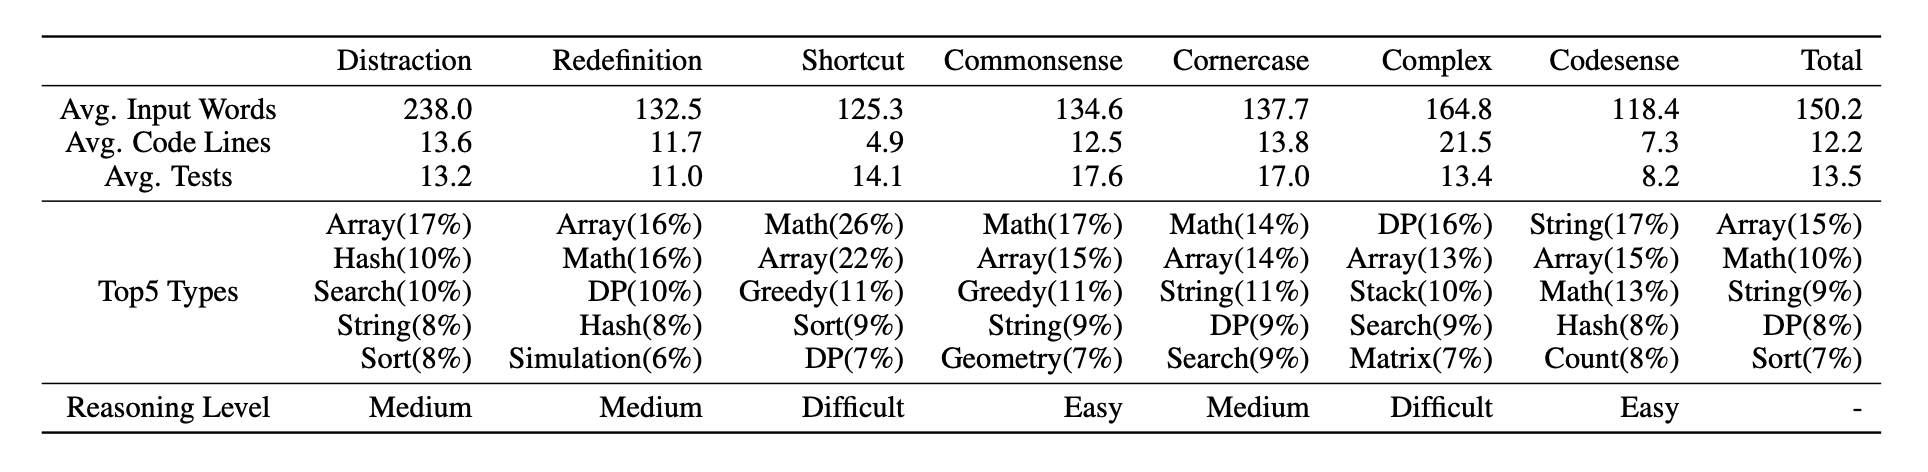 Distraction Redefinition Shortcut Commonsense Cornercase Complex Codesense Total
Avg. Input Words 238.0 132.5 125.3 134.6 137.7 164.8 118.4 150.2
Avg. Code Lines 13.6 11.7 4.9 12.5 13.8 21.5 7.3 12.2
Avg. Tests 13.2 11.0 14.1 17.6 17.0 13.4 8.2 13.5
Array(17%) Array(16%) Math(26%) Math(17%) Math(14%) DP(16%) String(17%) Array(15%)
Hash(10%) Math(16%) Array(22%) Array(15%) Array(14%) Array(13%) Array(15%) Math(10%)
Top5 Types Search(10%) DP(10%) Greedy(11%) Greedy(11%) String(11%) Stack(10%) Math(13%) String(9%)
String(8%) Hash(8%) Sort(9%) String(9%) DP(9%) Search(9%) Hash(8%) DP(8%)
Sort(8%) Simulation(6%) DP(7%) Geometry(7%) Search(9%) Matrix(7%) Count(8%) Sort(7%)
Reasoning Level Medium Medium Difficult Easy Medium Difficult Easy -